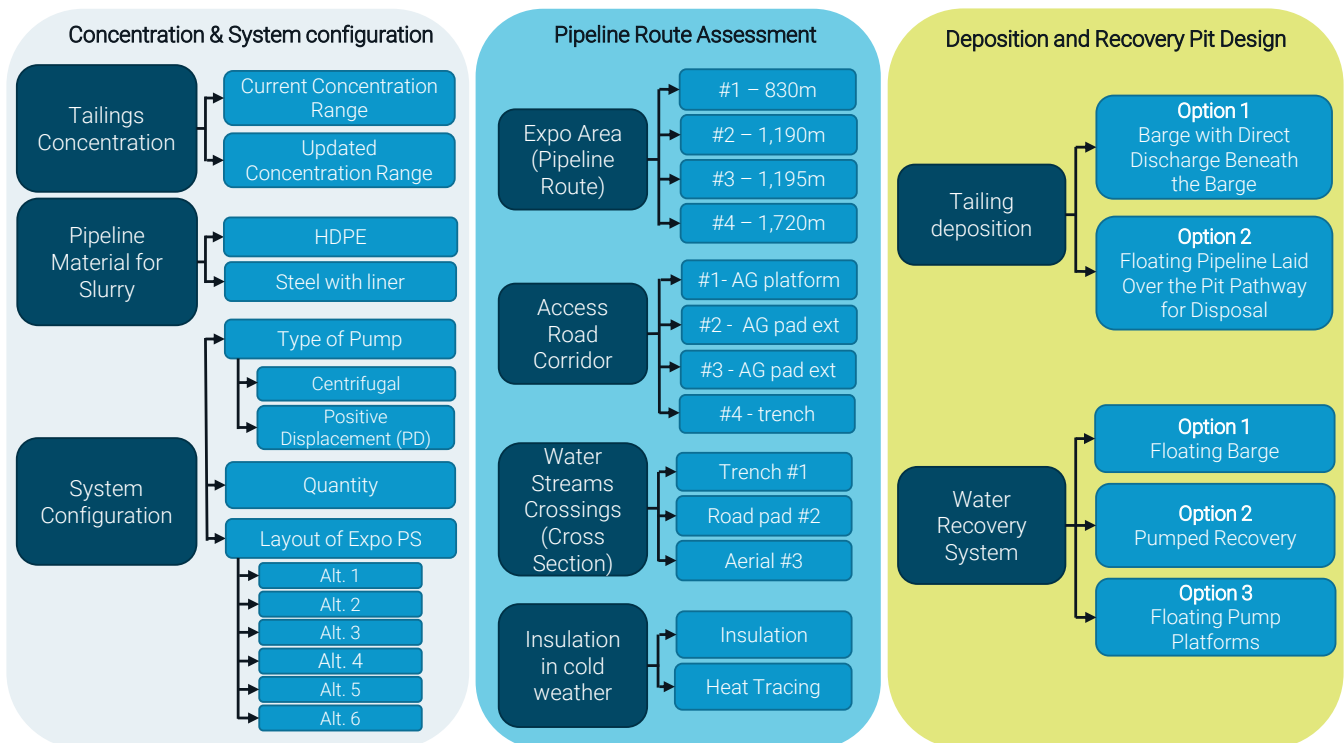 Concentration & System configuration
Tailings
Concentration
Current Concentration
Range
Updated
Concentration Range
Pipeline
Material for
Slurry
HDPE
Steel with liner
System
Configuration
Type of Pump
Centrifugal
Positive
Displacement (PD)
Quantity
Layout of Expo PS
Alt. 1
Alt. 2
Alt. 3
Alt. 4
Alt. 5
Alt. 6
Pipeline Route Assessment
Expo Area
(Pipeline
Route)
#1 – 830m
#2 – 1,190m
#3 – 1,195m
#4 – 1,720m
Access
Road
Corridor
#1- AG platform
#2 - AG pad ext
#3 - AG pad ext
#4 - trench
Water
Streams
Crossings
(Cross
Section)
Trench #1
Road pad #2
Aerial #3
Insulation
in cold
weather
Insulation
Heat Tracing
Deposition and Recovery Pit Design
Tailing
deposition
Option 1
Barge with Direct
Discharge Beneath
the Barge
Option 2
Floating Pipeline Laid
Over the Pit Pathway
for Disposal
Water
Recovery
System
Option 1
Floating Barge
Option 2
Pumped Recovery
Option 3
Floating Pump
Platforms